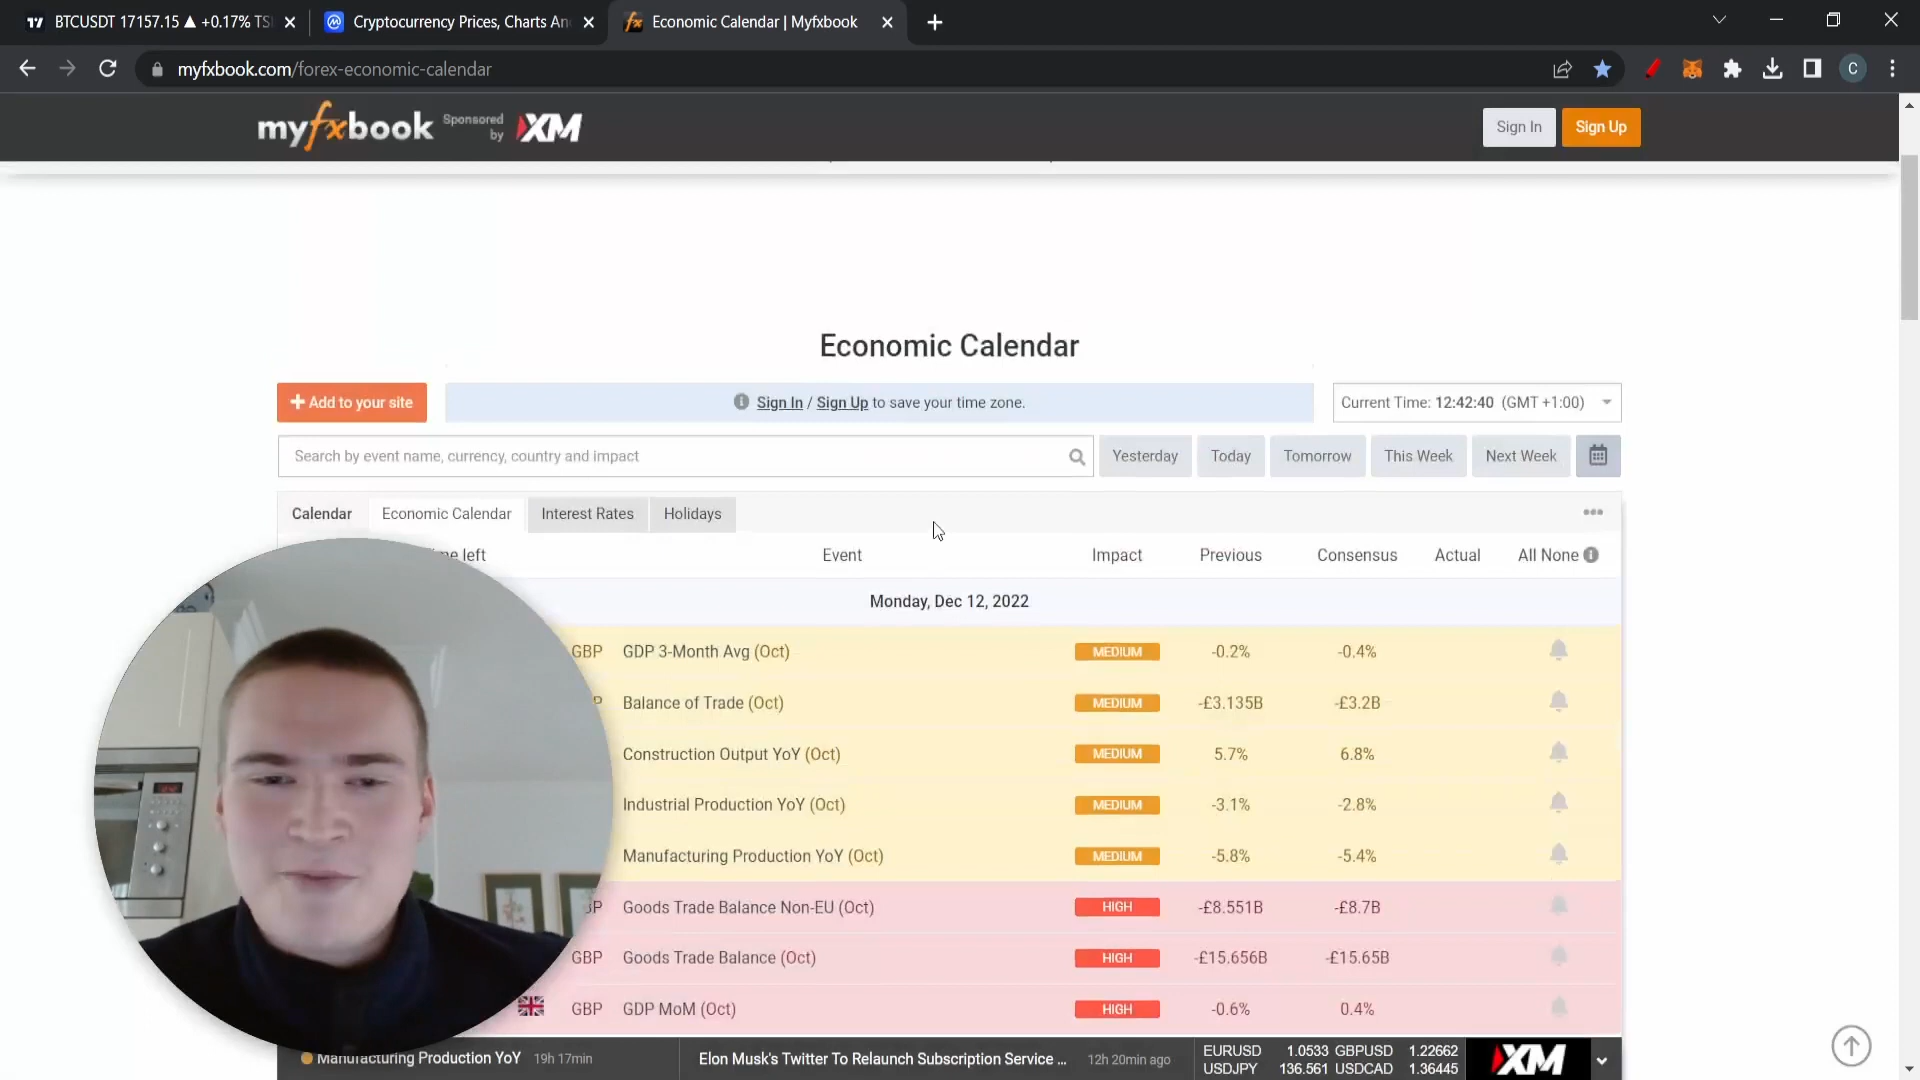 BTCUSDT 17157.15 ▲ +0.17% TS
Cryptocurrency Prices, Charts An
Economic Calendar | Myfxbook
myfxbook.com/forex-economic-calendar
C
myfxbook Sponsored by XM
Sign In
Sign Up
Economic Calendar
+ Add to your site
Sign In / Sign Up to save your time zone.
Current Time: 12:42:40 (GMT +1:00)
Search by event name, currency, country and impact
Yesterday Today Tomorrow This Week Next Week
Calendar Economic Calendar Interest Rates Holidays
left Event Impact Previous Consensus Actual All None
Monday, Dec 12, 2022
GBP GDP 3-Month Avg (Oct) MEDIUM -0.2% -0.4%
Balance of Trade (Oct) MEDIUM -£3.135B -£3.2B
Construction Output YoY (Oct) MEDIUM 5.7% 6.8%
Industrial Production YoY (Oct) MEDIUM -3.1% -2.8%
Manufacturing Production YoY (Oct) MEDIUM -5.8% -5.4%
Goods Trade Balance Non-EU (Oct) HIGH -£8.551B -£8.7B
GBP Goods Trade Balance (Oct) HIGH -£15.656B -£15.65B
GBP GDP MoM (Oct) HIGH -0.6% 0.4%
Manufacturing Production YoY 19h 17min
Elon Musk's Twitter To Relaunch Subscription Service ... 12h 20min ago
EURUSD 1.0533 GBPUSD 1.22662
USDJPY 136.561 USDCAD 1.36445
XM